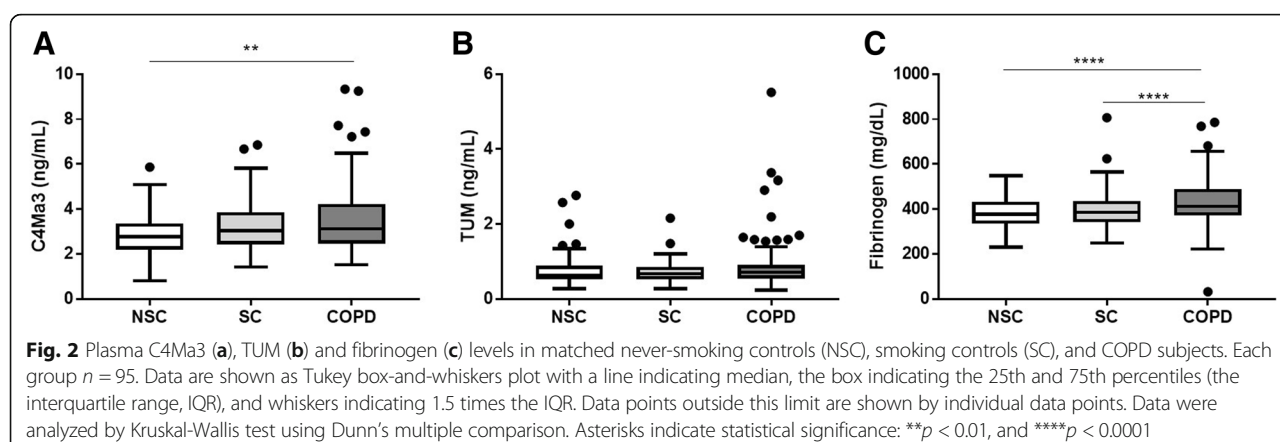 A
B
C
**
****
****
10
8
6
4
2
0
C4Ma3 (ng/mL)
NSC SC COPD
6
4
2
0
TUM (ng/mL)
NSC SC COPD
1000
800
600
400
200
0
Fibrinogen (mg/dL)
NSC SC COPD
Fig. 2 Plasma C4Ma3 (a), TUM (b) and fibrinogen (c) levels in matched never-smoking controls (NSC), smoking controls (SC), and COPD subjects. Each
group n = 95. Data are shown as Tukey box-and-whiskers plot with a line indicating median, the box indicating the 25th and 75th percentiles (the
interquartile range, IQR), and whiskers indicating 1.5 times the IQR. Data points outside this limit are shown by individual data points. Data were
analyzed by Kruskal-Wallis test using Dunn’s multiple comparison. Asterisks indicate statistical significance: **p < 0.01, and ****p < 0.0001